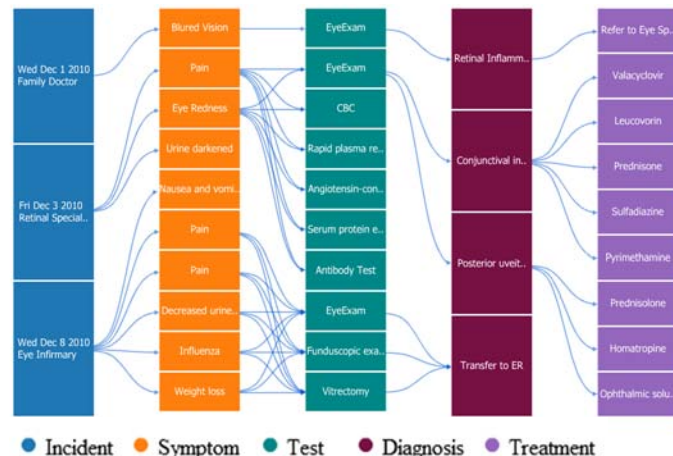 Wed Dec 1 2010
Family Doctor
Fri Dec 3 2010
Retinal Special..
Wed Dec 8 2010
Eye Infirmary
Blured Vision
Pain
Eye Redness
Urine darkened
Nausea and vomi..
Pain
Pain
Decreased urine..
Influenza
Weight loss
EyeExam
EyeExam
CBC
Rapid plasma re..
Angiotensin-con..
Serum protein e..
Antibody Test
EyeExam
Funduscopic exa..
Vitrectomy
Retinal Inflamm..
Conjunctival in..
Posterior uveit..
Transfer to ER
Refer to Eye Sp..
Valacyclovir
Leucovorin
Prednisone
Sulfadiazine
Pyrimethamine
Prednisolone
Homatropine
Ophthalmic solu..
Incident Symptom Test Diagnosis Treatment